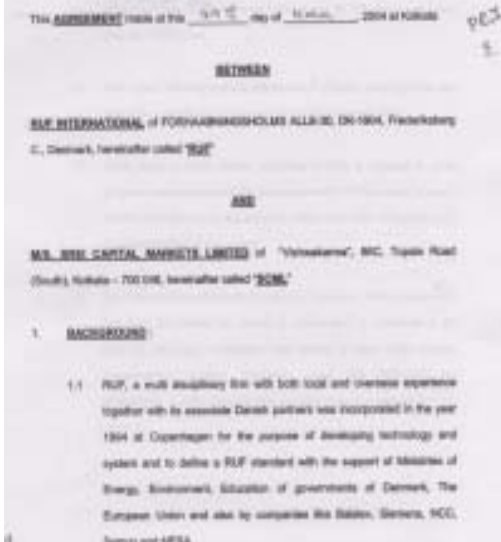 This AGREEMENT made at this day of 2004 at Kolkata
BETWEEN
RUF INTERNATIONAL of FORHAABNINGSHOLMS ALLE-30, DK-1904, Frederiksberg
C., Denmark, hereinafter called "RUF"
AND
M/S. SREI CAPITAL MARKETS LIMITED of "Vishwakarma", 86C, Topsia Road
(South), Kolkata - 700 046, hereinafter called "SCML"
1. BACKGROUND :
1.1 RUF, a multi disciplinary firm with both local and overseas experience
together with its associate Danish partners was incorporated in the year
at Copenhagen for the purpose of developing technology and
system and to define a RUF standard with the support of Ministries of
Energy, Environment, Education of governments of Denmark, The
European Union and also by companies like Siemens, NCC,
and